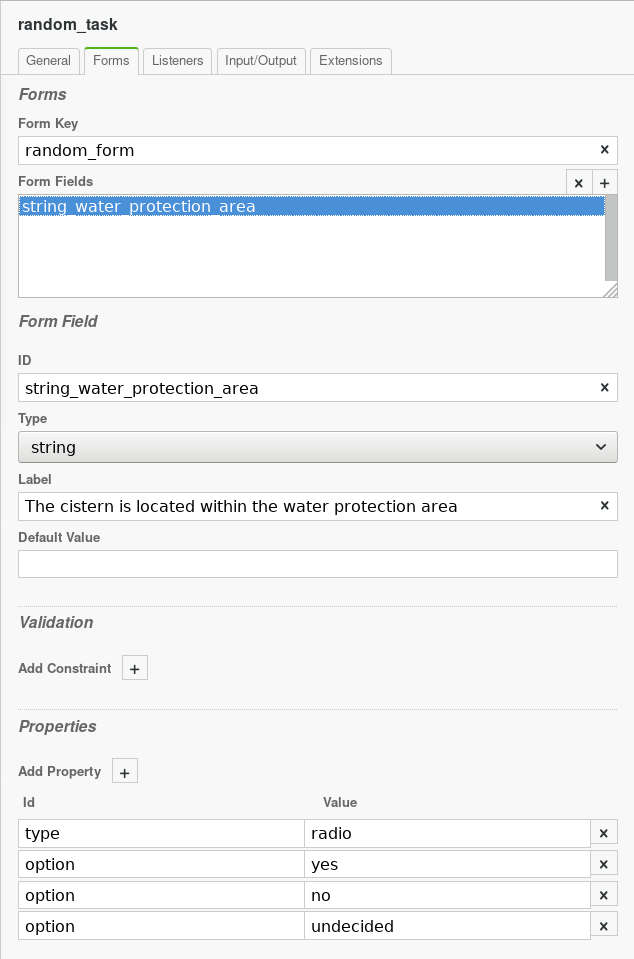 random_task
General Forms Listeners Input/Output Extensions
Forms
Form Key
random_form ×
Form Fields × +
string_water_protection_area
Form Field
ID
string_water_protection_area ×
Type
string
Label
The cistern is located within the water protection area ×
Default Value
Validation
Add Constraint +
Properties
Add Property +
Id Value
type radio ×
option yes ×
option no ×
option undecided ×